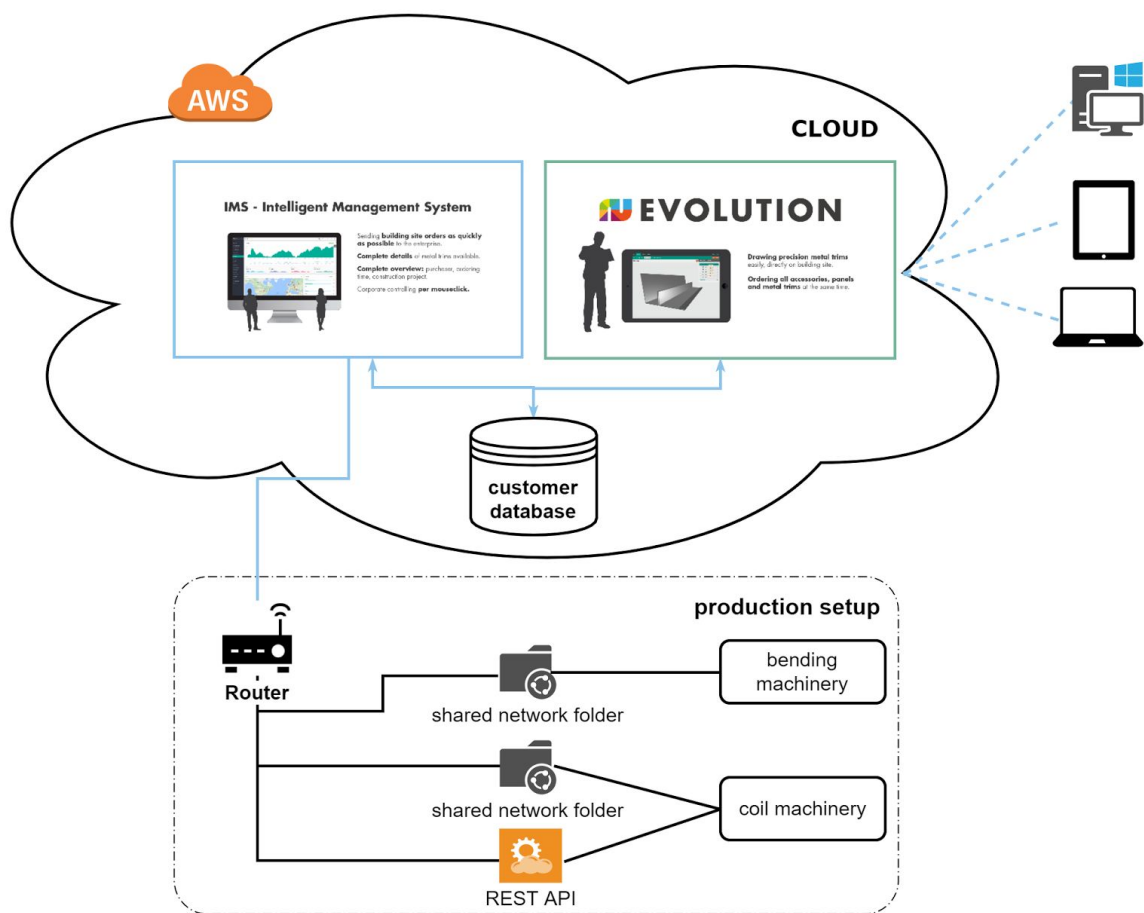 AWS
CLOUD
IMS - Intelligent Management System
Sending building site orders as quickly
as possible to the enterprise.
Complete details of metal trims available.
Complete overview: purchaser, ordering
time, construction project.
Corporate controlling per mouseclick.
EVOLUTION
Drawing precision metal trims
easily, directly on building site.
Ordering all accessories, panels
and metal trims at the same time.
customer
database
production setup
Router
shared network folder
bending
machinery
shared network folder
coil machinery
REST API